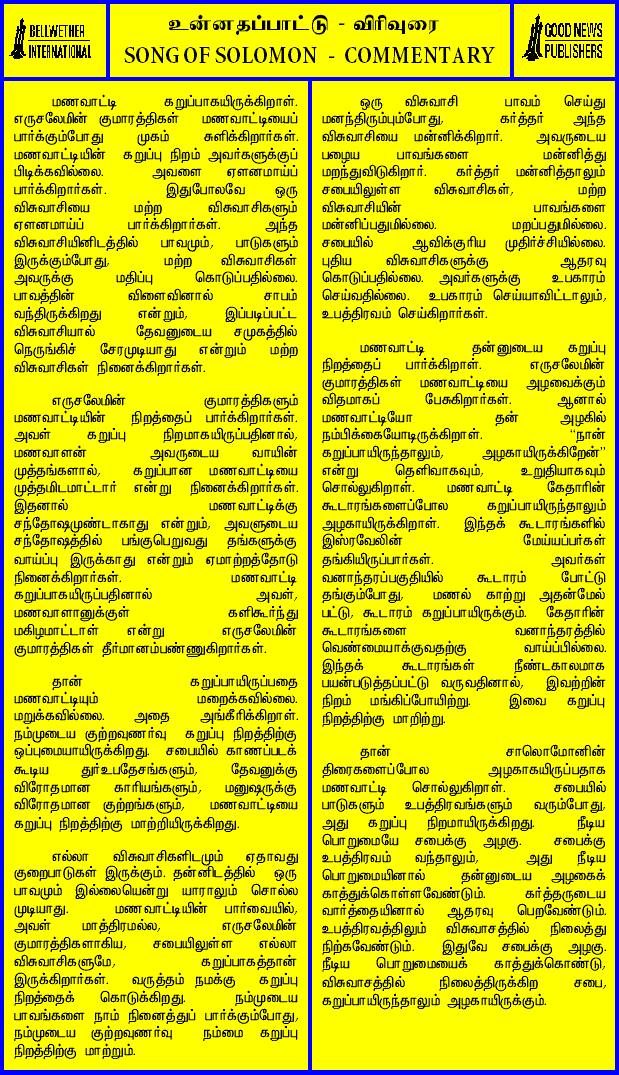 BELLWETHER
INTERNATIONAL
உன்னதப்பாட்டு - விரிவுரை
SONG OF SOLOMON - COMMENTARY
GOOD NEWS
PUBLISHERS
மணவாட்டி கறுப்பாகயிருக்கிறாள்.
எருசலேமின் குமாரத்திகள் மணவாட்டியைப்
பார்க்கும்போது முகம் சுளிக்கிறார்கள்.
மணவாட்டியின் கறுப்பு நிறம் அவர்களுக்குப்
பிடிக்கவில்லை. அவளை ஏளனமாய்ப்
பார்க்கிறார்கள். இதுபோலவே ஒரு
விசுவாசியை மற்ற விசுவாசிகளும்
ஏளனமாய்ப் பார்க்கிறார்கள். அந்த
விசுவாசியினிடத்தில் பாவமும், பாடுகளும்
இருக்கும்போது, மற்ற விசுவாசிகள்
அவருக்கு மதிப்பு கொடுப்பதில்லை.
பாவத்தின் விளைவினால் சாபம்
வந்திருக்கிறது என்றும், இப்படிப்பட்ட
விசுவாசியால் தேவனுடைய சமுகத்தில்
நெருங்கிச் சேரமுடியாது என்றும் மற்ற
விசுவாசிகள் நினைக்கிறார்கள்.
எருசலேமின் குமாரத்திகளும்
மணவாட்டியின் நிறத்தைப் பார்க்கிறார்கள்.
அவள் கறுப்பு நிறமாகயிருப்பதினால்,
மணவாளன் அவருடைய வாயின்
முத்தங்களால், கறுப்பான மணவாட்டியை
முத்தமிடமாட்டார் என்று நினைக்கிறார்கள்.
இதனால் மணவாட்டிக்கு
சந்தோஷமுண்டாகாது என்றும், அவளுடைய
சந்தோஷத்தில் பங்குபெறுவது தங்களுக்கு
வாய்ப்பு இருக்காது என்றும் ஏமாற்றத்தோடு
நினைக்கிறார்கள். மணவாட்டி
கறுப்பாகயிருப்பதினால் அவள்,
மணவாளானுக்குள் களிகூர்ந்து
மகிழமாட்டாள் என்று எருசலேமின்
குமாரத்திகள் தீர்மானம்பண்ணுகிறார்கள்.
தான் கறுப்பாயிருப்பதை
மணவாட்டியும் மறைக்கவில்லை.
மறுக்கவில்லை. அதை அங்கீரிக்கிறாள்.
நம்முடைய குற்றவுணர்வு கறுப்பு நிறத்திற்கு
ஒப்புமையாயிருக்கிறது. சபையில் காணப்படக்
கூடிய துர்உபதேசங்களும், தேவனுக்கு
விரோதமான காரியங்களும், மனுஷருக்கு
விரோதமான குற்றங்களும், மணவாட்டியை
கறுப்பு நிறத்திற்கு மாற்றியிருக்கிறது.
எல்லா விசுவாசிகளிடமும் ஏதாவது
குறைபாடுகள் இருக்கும். தன்னிடத்தில் ஒரு
பாவமும் இல்லையென்று யாராலும் சொல்ல
முடியாது. மணவாட்டியின் பார்வையில்,
அவள் மாத்திரமல்ல, எருசலேமின்
குமாரத்திகளாகிய, சபையிலுள்ள எல்லா
விசுவாசிகளுமே, கறுப்பாகத்தான்
இருக்கிறார்கள். வருத்தம் நமக்கு கறுப்பு
நிறத்தைக் கொடுக்கிறது. நம்முடைய
பாவங்களை நாம் நினைத்துப் பார்க்கும்போது,
நம்முடைய குற்றவுணர்வு நம்மை கறுப்பு
நிறத்திற்கு மாற்றும்.
ஒரு விசுவாசி பாவம் செய்து
மனந்திரும்பும்போது, கர்த்தர் அந்த
விசுவாசியை மன்னிக்கிறார். அவருடைய
பழைய பாவங்களை மன்னித்து
மறந்துவிடுகிறார். கர்த்தர் மன்னித்தாலும்
சபையிலுள்ள விசுவாசிகள், மற்ற
விசுவாசியின் பாவங்களை
மன்னிப்பதுமில்லை. மறப்பதுமில்லை.
சபையில் ஆவிக்குரிய முதிர்ச்சியில்லை.
புதிய விசுவாசிகளுக்கு ஆதரவு
கொடுப்பதில்லை. அவர்களுக்கு உபகாரம்
செய்வதில்லை. உபகாரம் செய்யாவிட்டாலும்,
உபத்திரவம் செய்கிறார்கள்.
மணவாட்டி தன்னுடைய கறுப்பு
நிறத்தைப் பார்க்கிறாள். எருசலேமின்
குமாரத்திகள் மணவாட்டியை அழவைக்கும்
விதமாகப் பேசுகிறார்கள். ஆனால்
மணவாட்டியோ தன் அழகில்
நம்பிக்கையோடிருக்கிறாள். “நான்
கறுப்பாயிருந்தாலும், அழகாயிருக்கிறேன்”
என்று தெளிவாகவும், உறுதியாகவும்
சொல்லுகிறாள். மணவாட்டி கேதாரின்
கூடாரங்களைப்போல கறுப்பாயிருந்தாலும்
அழகாயிருக்கிறாள். இந்தக் கூடாரங்களில்
இஸ்ரவேலின் மேய்யப்பர்கள்
தங்கியிருப்பார்கள். அவர்கள்
வனாந்தரப்பகுதியில் கூடாரம் போட்டு
தங்கும்போது, மணல் காற்று அதன்மேல்
பட்டு, கூடாரம் கறுப்பாயிருக்கும். கேதாரின்
கூடாரங்களை வனாந்தரத்தில்
வெண்மையாக்குவதற்கு வாய்ப்பில்லை.
இந்தக் கூடாரங்கள் நீண்டகாலமாக
பயன்படுத்தப்பட்டு வருவதினால், இவற்றின்
நிறம் மங்கிப்போயிற்று. இவை கறுப்பு
நிறத்திற்கு மாறிற்று.
தான் சாலொமோனின்
திரைகளைப்போல அழகாகயிருப்பதாக
மணவாட்டி சொல்லுகிறாள். சபையில்
பாடுகளும் உபத்திரவங்களும் வரும்போது,
அது கறுப்பு நிறமாயிருக்கிறது. நீடிய
பொறுமையே சபைக்கு அழகு. சபைக்கு
உபத்திரவம் வந்தாலும், அது நீடிய
பொறுமையினால் தன்னுடைய அழகைக்
காத்துக்கொள்ளவேண்டும். கர்த்தருடைய
வார்த்தையினால் ஆதரவு பெறவேண்டும்.
உபத்திரவத்திலும் விசுவாசத்தில் நிலைத்து
நிற்கவேண்டும். இதுவே சபைக்கு அழகு.
நீடிய பொறுமையைக் காத்துக்கொண்டு,
விசுவாசத்தில் நிலைத்திருக்கிற சபை,
கறுப்பாயிருந்தாலும் அழகாயிருக்கும்.